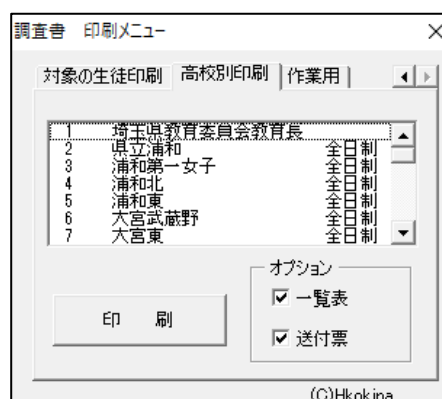 調査書 印刷メニュー
対象の生徒印刷 高校別印刷 作業用
1 埼玉県教育委員会教育長
2 県立浦和 全日制
3 浦和第一女子 全日制
4 浦和北 全日制
5 浦和東 全日制
6 大宮武蔵野 全日制
7 大宮東 全日制
オプション
一覧表
印 刷
送付票
(C)Hkokina